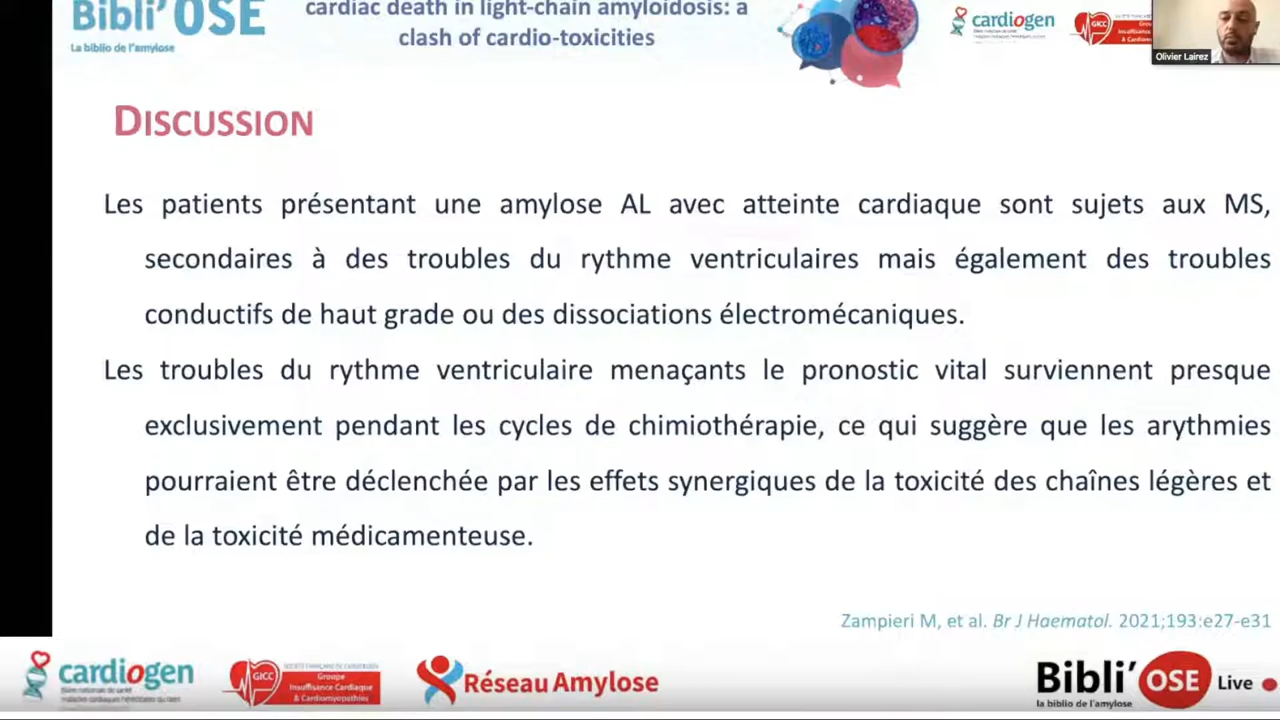 Bibli'OSE
La biblio de l'amylose
cardiac death in light-chain amyloidosis: a
clash of cardio-toxicities
cardiogen
GICC
Olivier Lairez
DISCUSSION
Les patients présentant une amylose AL avec atteinte cardiaque sont sujets aux MS,
secondaires à des troubles du rythme ventriculaires mais également des troubles
conductifs de haut grade ou des dissociations électromécaniques.
Les troubles du rythme ventriculaire menaçants le pronostic vital surviennent presque
exclusivement pendant les cycles de chimiothérapie, ce qui suggère que les arythmies
pourraient être déclenchée par les effets synergiques de la toxicité des chaînes légères et
de la toxicité médicamenteuse.
Zampieri M, et al. Br J Haematol. 2021;193:e27-e31
cardiogen
GICC
Groupe
Insuffisance Cardiaque
& Cardiomyopathies
Réseau Amylose
Bibli'OSE Live
la biblio de l'amylose